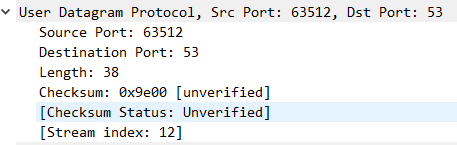 User Datagram Protocol, Src Port: 63512, Dst Port: 53
Source Port: 63512
Destination Port: 53
Length: 38
Checksum: 0x9e00 [unverified]
[Checksum Status: Unverified]
[Stream index: 12]